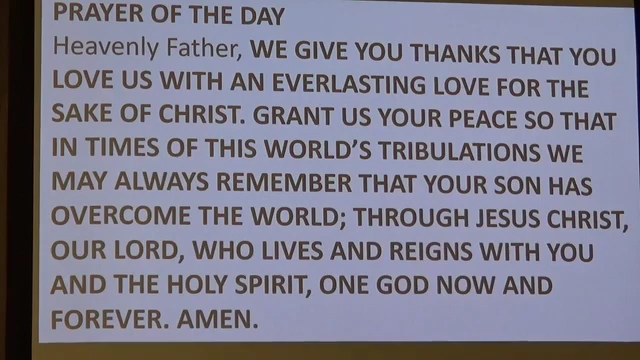 PRAYER OF THE DAY
Heavenly Father, WE GIVE YOU THANKS THAT YOU
LOVE US WITH AN EVERLASTING LOVE FOR THE
SAKE OF CHRIST. GRANT US YOUR PEACE SO THAT
IN TIMES OF THIS WORLD'S TRIBULATIONS WE
MAY ALWAYS REMEMBER THAT YOUR SON HAS
OVERCOME THE WORLD; THROUGH JESUS CHRIST,
OUR LORD, WHO LIVES AND REIGNS WITH YOU
AND THE HOLY SPIRIT, ONE GOD NOW AND
FOREVER. AMEN.